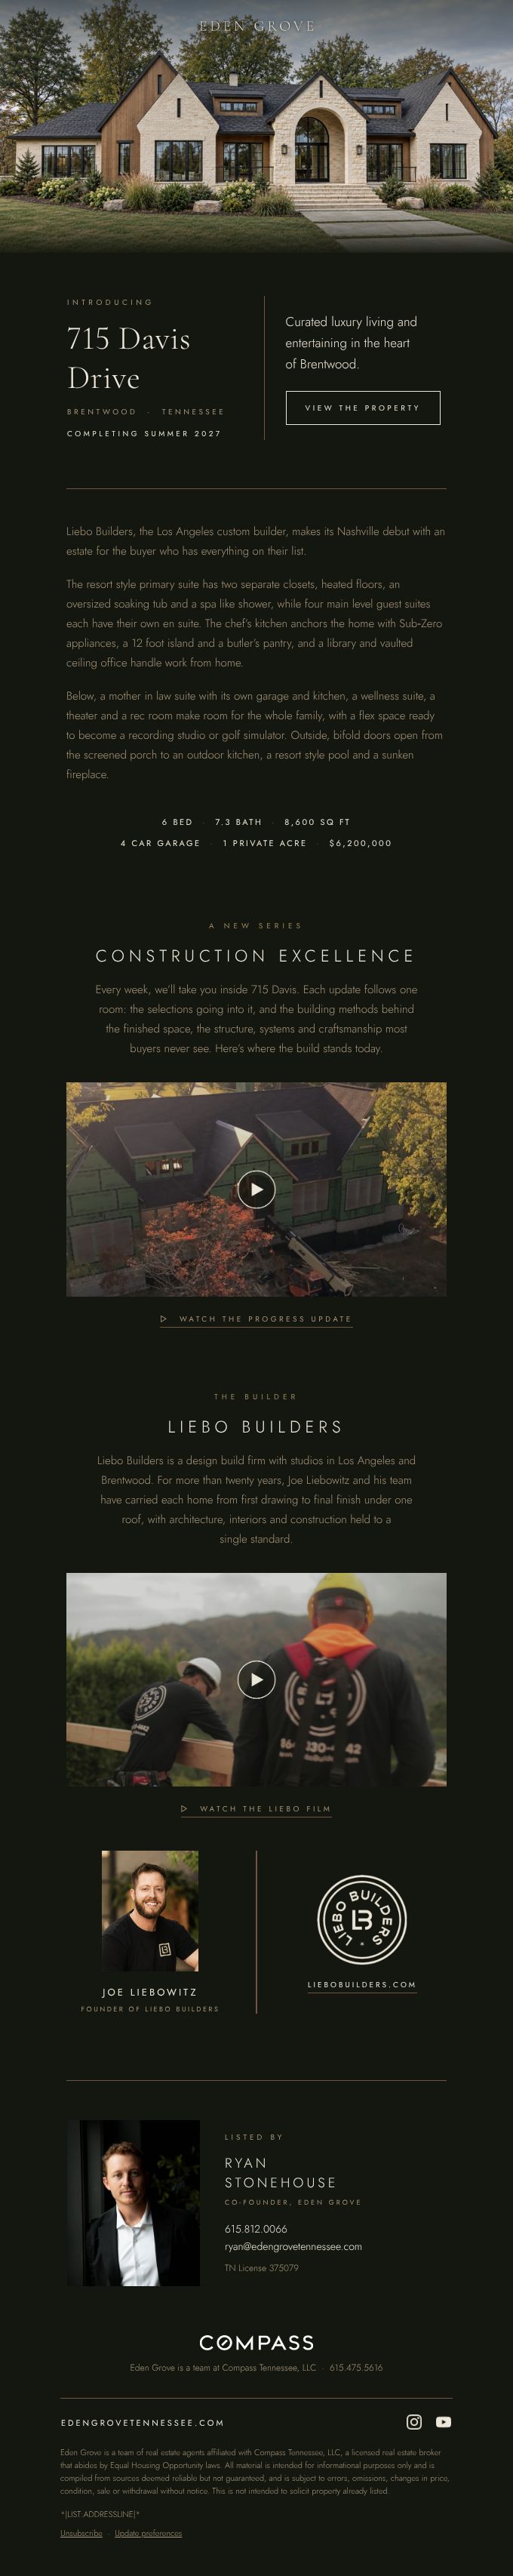 EDEN GROVE
INTRODUCING
715 Davis
Drive
BRENTWOOD · TENNESSEE
COMPLETING SUMMER 2027
Curated luxury living and
entertaining in the heart
of Brentwood.
VIEW THE PROPERTY
Liebo Builders, the Los Angeles custom builder, makes its Nashville debut with an
estate for the buyer who has everything on their list.
The resort style primary suite has two separate closets, heated floors, an
oversized soaking tub and a spa like shower, while four main level guest suites
each have their own en suite. The chef’s kitchen anchors the home with Sub-Zero
appliances, a 12 foot island and a butler’s pantry, and a library and vaulted
ceiling office handle work from home.
Below, a mother in law suite with its own garage and kitchen, a wellness suite, a
theater and a rec room make room for the whole family, with a flex space ready
to become a recording studio or golf simulator. Outside, bifold doors open from
the screened porch to an outdoor kitchen, a resort style pool and a sunken
fireplace.
6 BED · 7.3 BATH · 8,600 SQ FT
4 CAR GARAGE · 1 PRIVATE ACRE · $6,200,000
A NEW SERIES
CONSTRUCTION EXCELLENCE
Every week, we’ll take you inside 715 Davis. Each update follows one
room: the selections going into it, and the building methods behind
the finished space, the structure, systems and craftsmanship most
buyers never see. Here’s where the build stands today.
WATCH THE PROGRESS UPDATE
THE BUILDER
LIEBO BUILDERS
Liebo Builders is a design build firm with studios in Los Angeles and
Brentwood. For more than twenty years, Joe Liebowitz and his team
have carried each home from first drawing to final finish under one
roof, with architecture, interiors and construction held to a
single standard.
WATCH THE LIEBO FILM
JOE LIEBOWITZ
FOUNDER OF LIEBO BUILDERS
LIEBO BUILDERS
LB
LIEBO BUILDERS
LIEBOBUILDERS.COM
LISTED BY
RYAN
STONEHOUSE
CO-FOUNDER, EDEN GROVE
615.812.0066
ryan@edengrovetennessee.com
TN License 375079
COMPASS
Eden Grove is a team at Compass Tennessee, LLC · 615.475.5616
EDENGROVETENNESSEE.COM
Eden Grove is a team of real estate agents affiliated with Compass Tennessee, LLC, a licensed real estate broker
that abides by Equal Housing Opportunity laws. All material is intended for informational purposes only and is
compiled from sources deemed reliable but not guaranteed, and is subject to errors, omissions, changes in price,
condition, sale or withdrawal without notice. This is not intended to solicit property already listed.
*|LIST:ADDRESSLINE|*
Unsubscribe · Update preferences